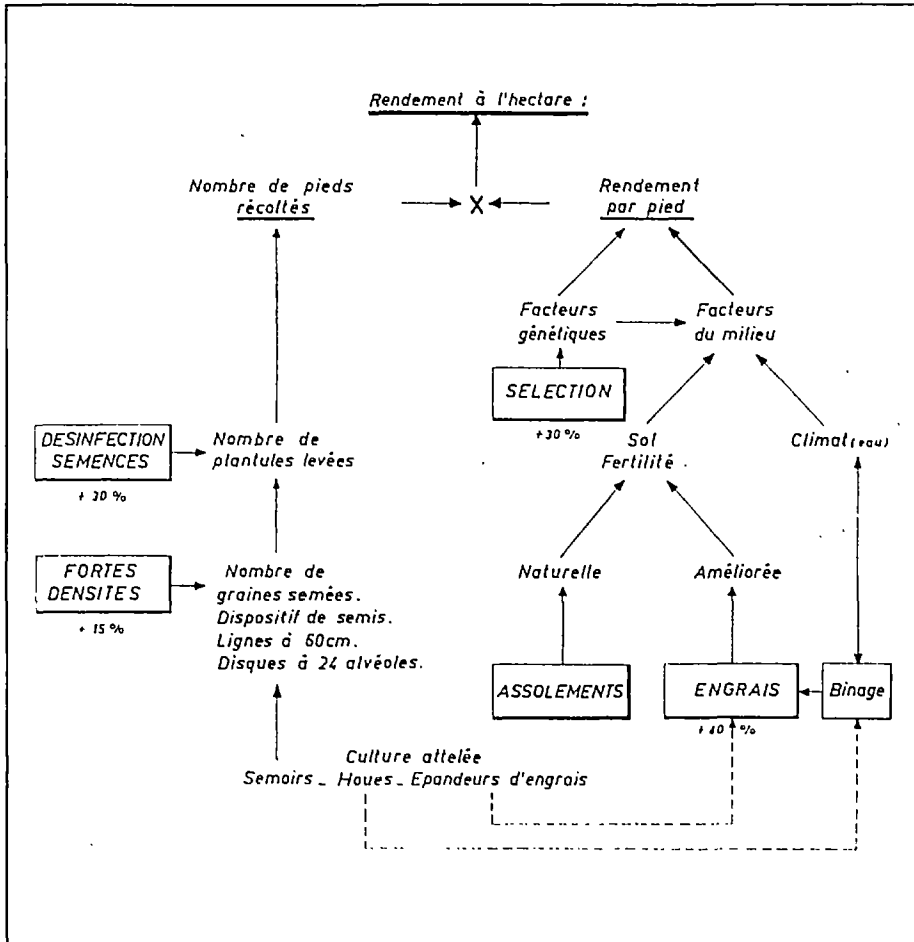 Rendement à l'hectare :
Nombre de pieds
récoltés
X
Rendement
par pied
Facteurs
génétiques
Facteurs
du milieu
SELECTION
+30 %
DESINFECTION
SEMENCES
+ 30 %
Nombre de
plantules levées
Sol
Fertilité
Climat (eau)
FORTES
DENSITES
+ 15 %
Nombre de
graines semées.
Dispositif de semis.
Lignes à 60cm.
Disques à 24 alvéoles.
Naturelle
Améliorée
ASSOLEMENTS
ENGRAIS
+40 %
Binage
Culture attelée
Semoirs _ Houes _ Epandeurs d'engrais